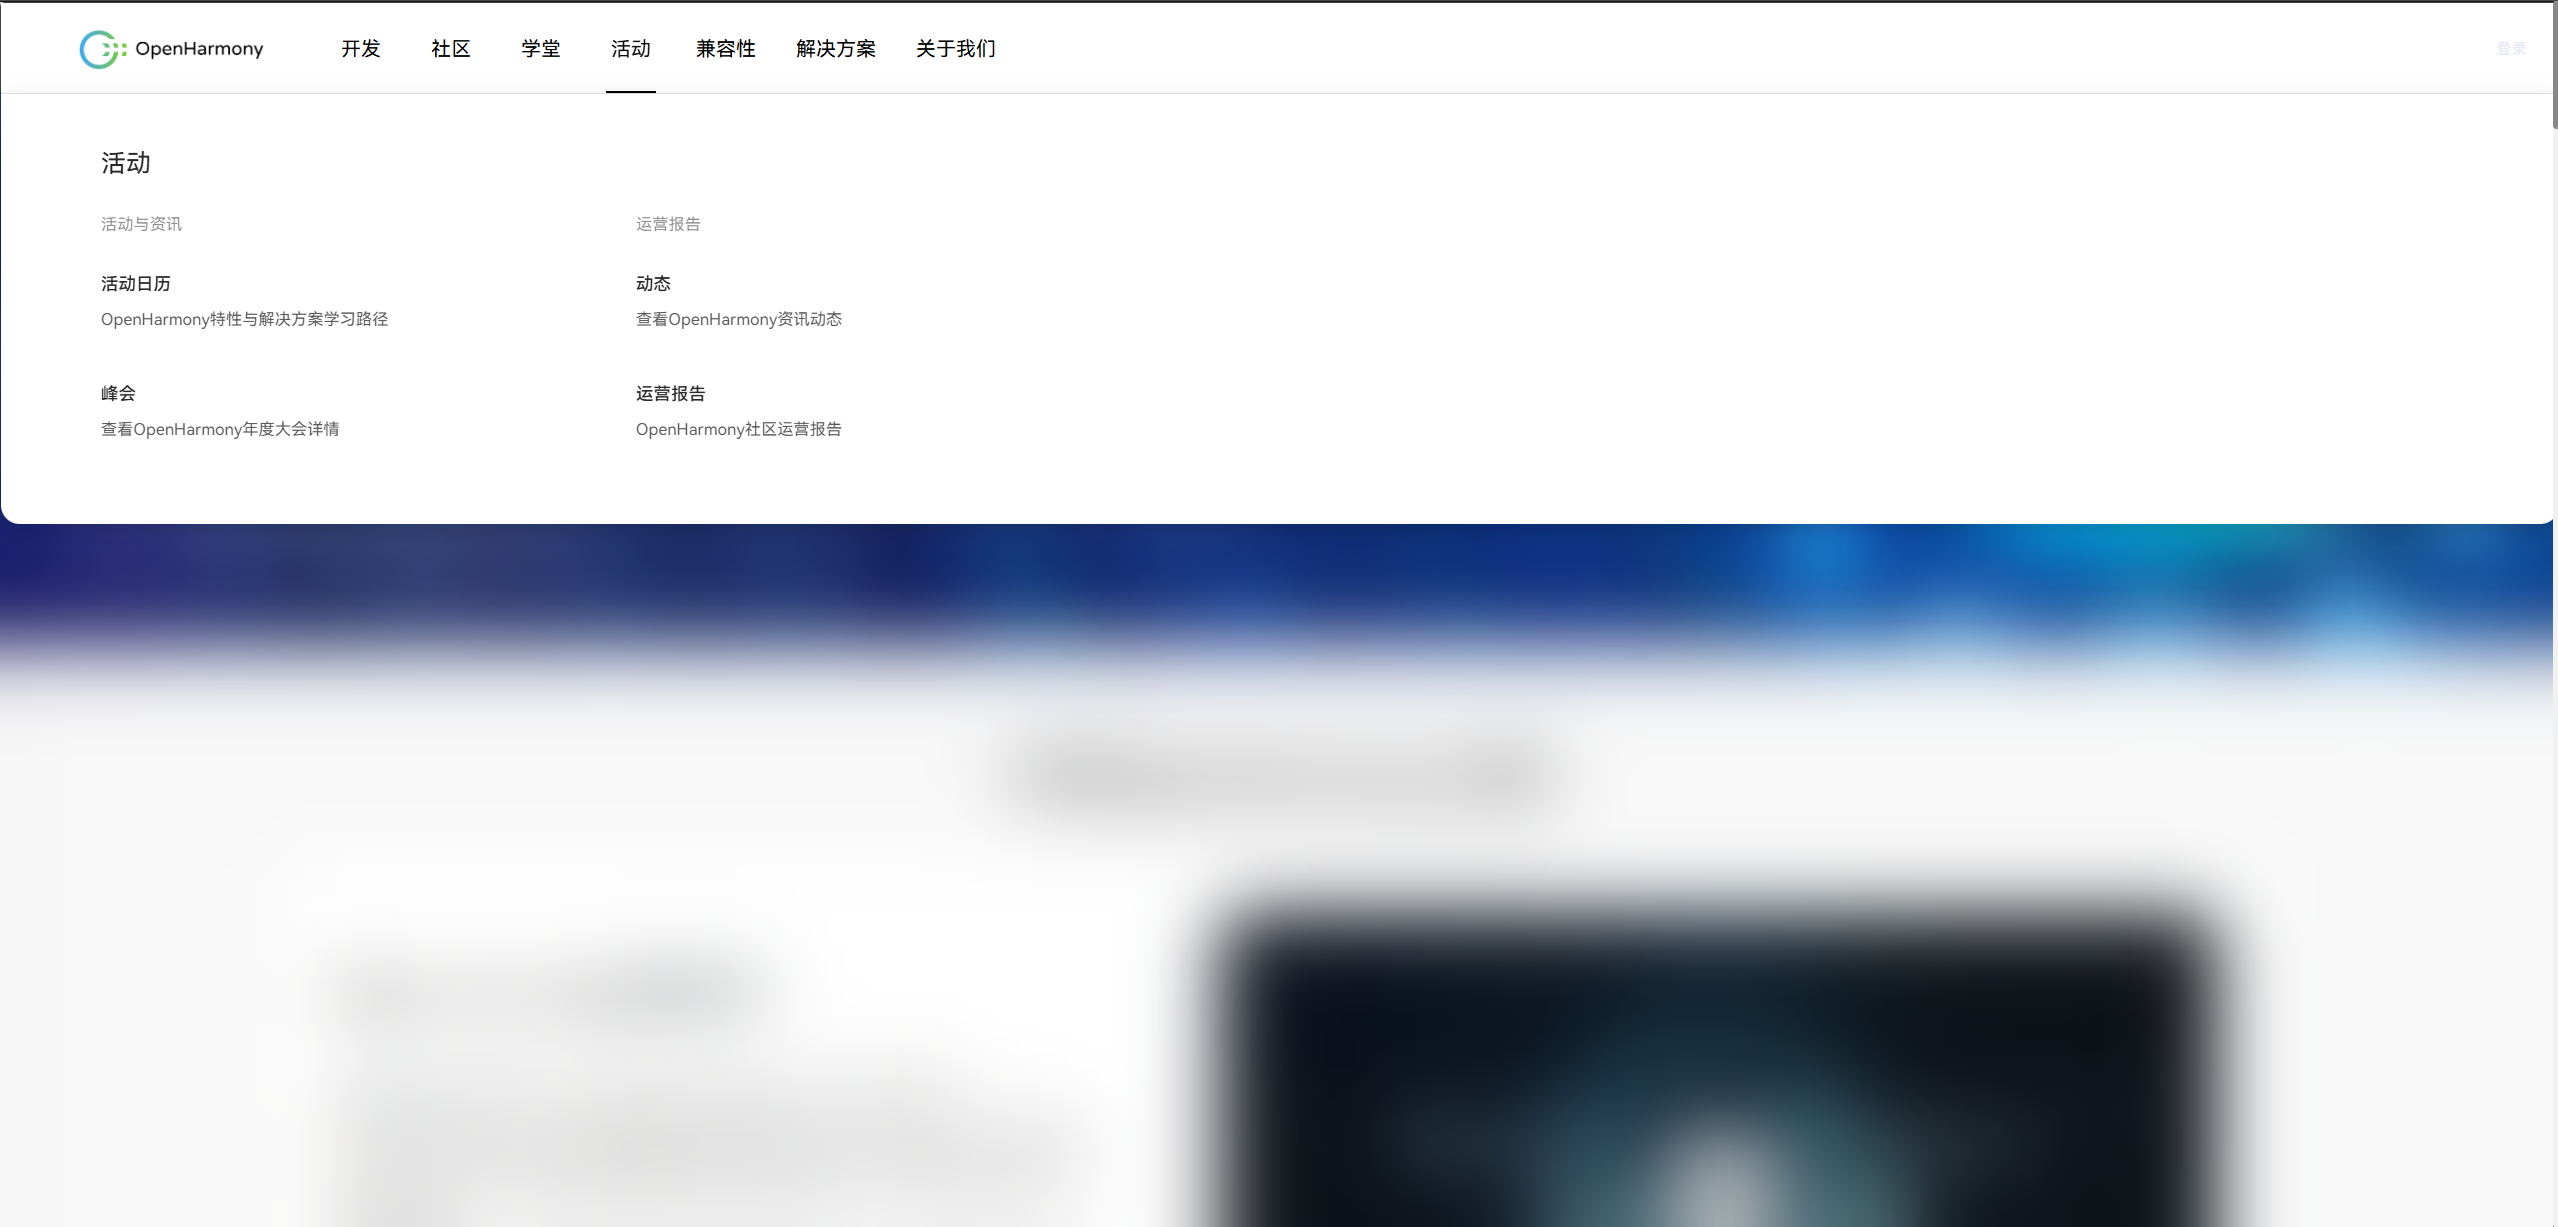 OpenHarmony
开发
社区
学堂
活动
兼容性
解决方案
关于我们
登录
活动
活动与资讯
活动日历
OpenHarmony特性与解决方案学习路径
峰会
查看OpenHarmony年度大会详情
运营报告
动态
查看OpenHarmony资讯动态
运营报告
OpenHarmony社区运营报告